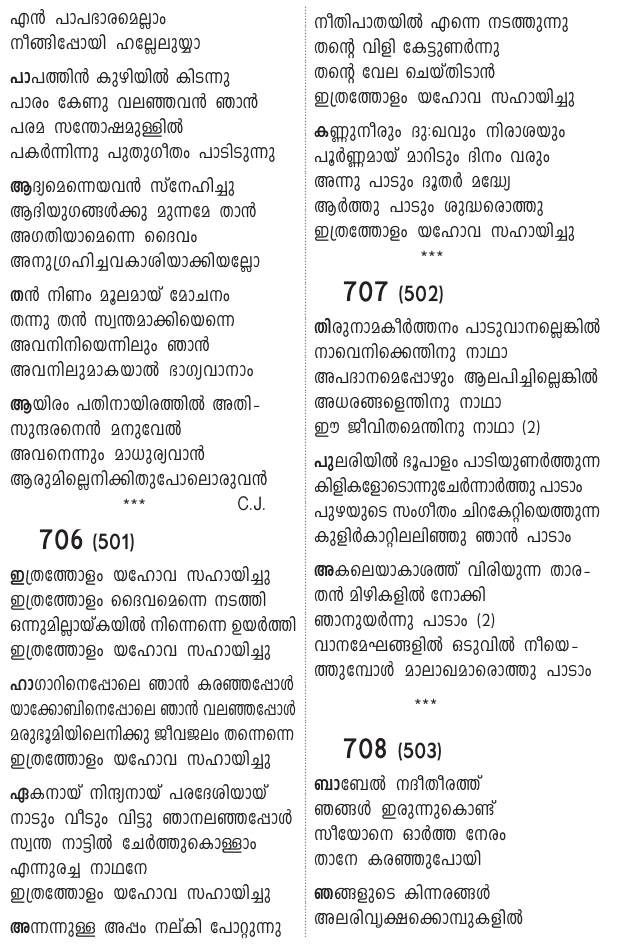 എൻ പാപഭാരമെല്ലാം
നീങ്ങിപ്പോയി ഹല്ലേലുയ്യാ
പാപത്തിൻ കുഴിയിൽ കിടന്നു
പാരം കേണു വലഞ്ഞവൻ ഞാൻ
പരമ സന്തോഷമുള്ളിൽ
പകർന്നിന്നു പുതുഗീതം പാടിടുന്നു
ആദ്യമെന്നെയവൻ സ്നേഹിച്ചു
ആദിയുഗങ്ങൾക്കു മുന്നമേ താൻ
അഗതിയാമെന്നെ ദൈവം
അനുഗ്രഹിച്ചവകാശിയാക്കിയല്ലോ
തൻ നിണം മൂലമായ് മോചനം
തന്നു തൻ സ്വന്തമാക്കിയെന്നെ
അവനിനിയെന്നിലും ഞാൻ
അവനിലുമാകയാൽ ഭാഗ്യവാനാം
ആയിരം പതിനായിരത്തിൽ അതി-
സുന്ദരനെൻ മനുവേൽ
അവനെന്നും മാധുര്യവാൻ
ആരുമില്ലെനിക്കിതുപോലൊരുവൻ
*** C.J.
706 (501)
ഇത്രത്തോളം യഹോവ സഹായിച്ചു
ഇത്രത്തോളം ദൈവമെന്നെ നടത്തി
ഒന്നുമില്ലായ്കയിൽ നിന്നെന്നെ ഉയർത്തി
ഇത്രത്തോളം യഹോവ സഹായിച്ചു
ഹാഗാറിനെപ്പോലെ ഞാൻ കരഞ്ഞപ്പോൾ
യാക്കോബിനെപ്പോലെ ഞാൻ വലഞ്ഞപ്പോൾ
മരുഭൂമിയിലെനിക്കു ജീവജലം തന്നെന്നെ
ഇത്രത്തോളം യഹോവ സഹായിച്ചു
ഏകനായ് നിന്ദ്യനായ് പരദേശിയായ്
നാടും വീടും വിട്ടു ഞാനലഞ്ഞപ്പോൾ
സ്വന്ത നാട്ടിൽ ചേർത്തുകൊള്ളാം
എന്നുരച്ച നാഥനേ
ഇത്രത്തോളം യഹോവ സഹായിച്ചു
അന്നന്നുള്ള അപ്പം നല്കി പോറ്റുന്നു
നീതിപാതയിൽ എന്നെ നടത്തുന്നു
തന്റെ വിളി കേട്ടുണർന്നു
തന്റെ വേല ചെയ്തിടാൻ
ഇത്രത്തോളം യഹോവ സഹായിച്ചു
കണ്ണുനീരും ദു:ഖവും നിരാശയും
പൂർണ്ണമായ് മാറിടും ദിനം വരും
അന്നു പാടും ദൂതർ മദ്ധ്യേ
ആർത്തു പാടും ശുദ്ധരൊത്തു
ഇത്രത്തോളം യഹോവ സഹായിച്ചു
***
707 (502)
തിരുനാമകീർത്തനം പാടുവാനല്ലെങ്കിൽ
നാവെനിക്കെന്തിനു നാഥാ
അപദാനമെപ്പോഴും ആലപിച്ചില്ലെങ്കിൽ
അധരങ്ങളെന്തിനു നാഥാ
ഈ ജീവിതമെന്തിനു നാഥാ (2)
പുലരിയിൽ ഭൂപാളം പാടിയുണർത്തുന്ന
കിളികളോടൊന്നുചേർന്നാർത്തു പാടാം
പുഴയുടെ സംഗീതം ചിറകേറ്റിയെത്തുന്ന
കുളിർകാറ്റിലലിഞ്ഞു ഞാൻ പാടാം
അകലെയാകാശത്ത് വിരിയുന്ന താര-
തൻ മിഴികളിൽ നോക്കി
ഞാനുയർന്നു പാടാം (2)
വാനമേഘങ്ങളിൽ ഒടുവിൽ നീയെ-
ത്തുമ്പോൾ മാലാഖമാരൊത്തു പാടാം
***
708 (503)
ബാബേൽ നദീതീരത്ത്
ഞങ്ങൾ ഇരുന്നുകൊണ്ട്
സീയോനെ ഓർത്ത നേരം
താനേ കരഞ്ഞുപോയി
ഞങ്ങളുടെ കിന്നരങ്ങൾ
അലരിവൃക്ഷക്കൊമ്പുകളിൽ